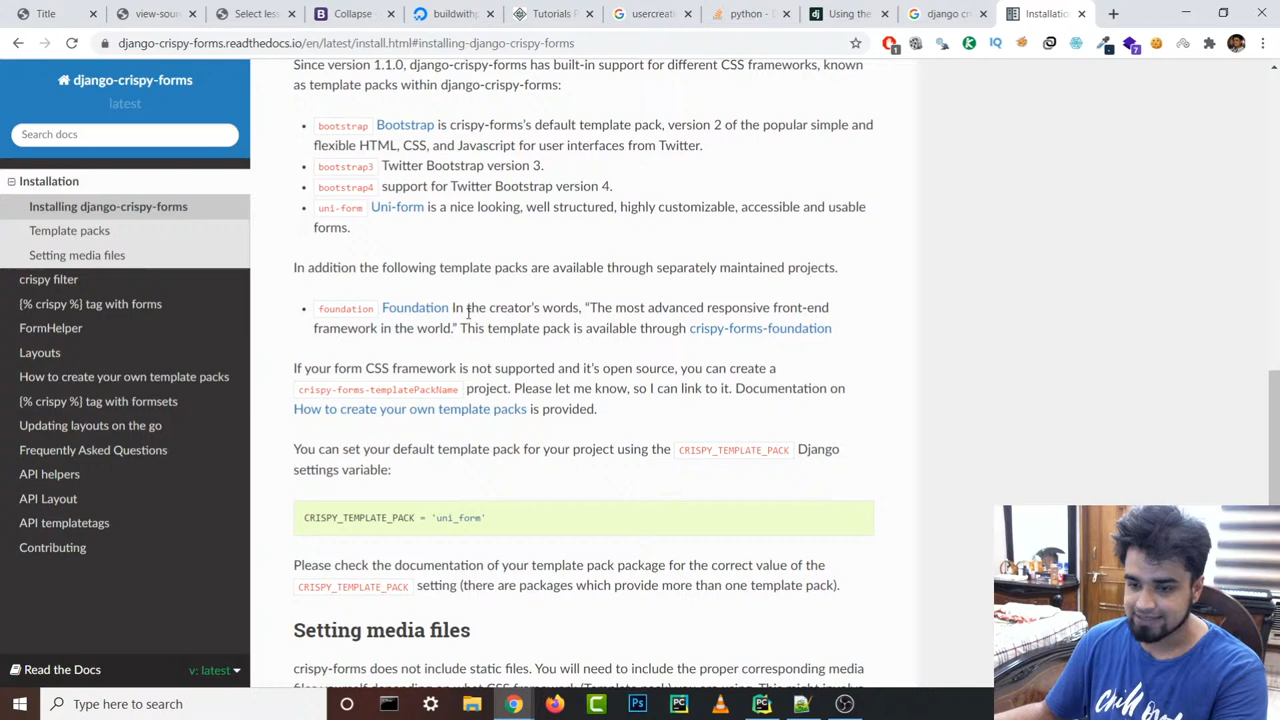 Title
view-sour
Select less
Collapse
buildwithp
Tutorials P
usercreati
python - D
Using the
django cri
Installatio
django-crispy-forms.readthedocs.io/en/latest/install.html#installing-django-crispy-forms
django-crispy-forms
latest
Search docs
Installation
Installing django-crispy-forms
Template packs
Setting media files
crispy filter
{% crispy %} tag with forms
FormHelper
Layouts
How to create your own template packs
{% crispy %} tag with formsets
Updating layouts on the go
Frequently Asked Questions
API helpers
API Layout
API templatetags
Contributing
Read the Docs
v: latest
Since version 1.1.0, django-crispy-forms has built-in support for different CSS frameworks, known
as template packs within django-crispy-forms:
bootstrap Bootstrap is crispy-forms's default template pack, version 2 of the popular simple and
flexible HTML, CSS, and Javascript for user interfaces from Twitter.
bootstrap3 Twitter Bootstrap version 3.
bootstrap4 support for Twitter Bootstrap version 4.
uni-form Uni-form is a nice looking, well structured, highly customizable, accessible and usable
forms.
In addition the following template packs are available through separately maintained projects.
foundation Foundation In the creator's words, “The most advanced responsive front-end
framework in the world.” This template pack is available through crispy-forms-foundation
If your form CSS framework is not supported and it's open source, you can create a
crispy-forms-templatePackName project. Please let me know, so I can link to it. Documentation on
How to create your own template packs is provided.
You can set your default template pack for your project using the CRISPY_TEMPLATE_PACK Django
settings variable:
CRISPY_TEMPLATE_PACK = 'uni_form'
Please check the documentation of your template pack package for the correct value of the
CRISPY_TEMPLATE_PACK setting (there are packages which provide more than one template pack).
Setting media files
crispy-forms does not include static files. You will need to include the proper corresponding media
Type here to search